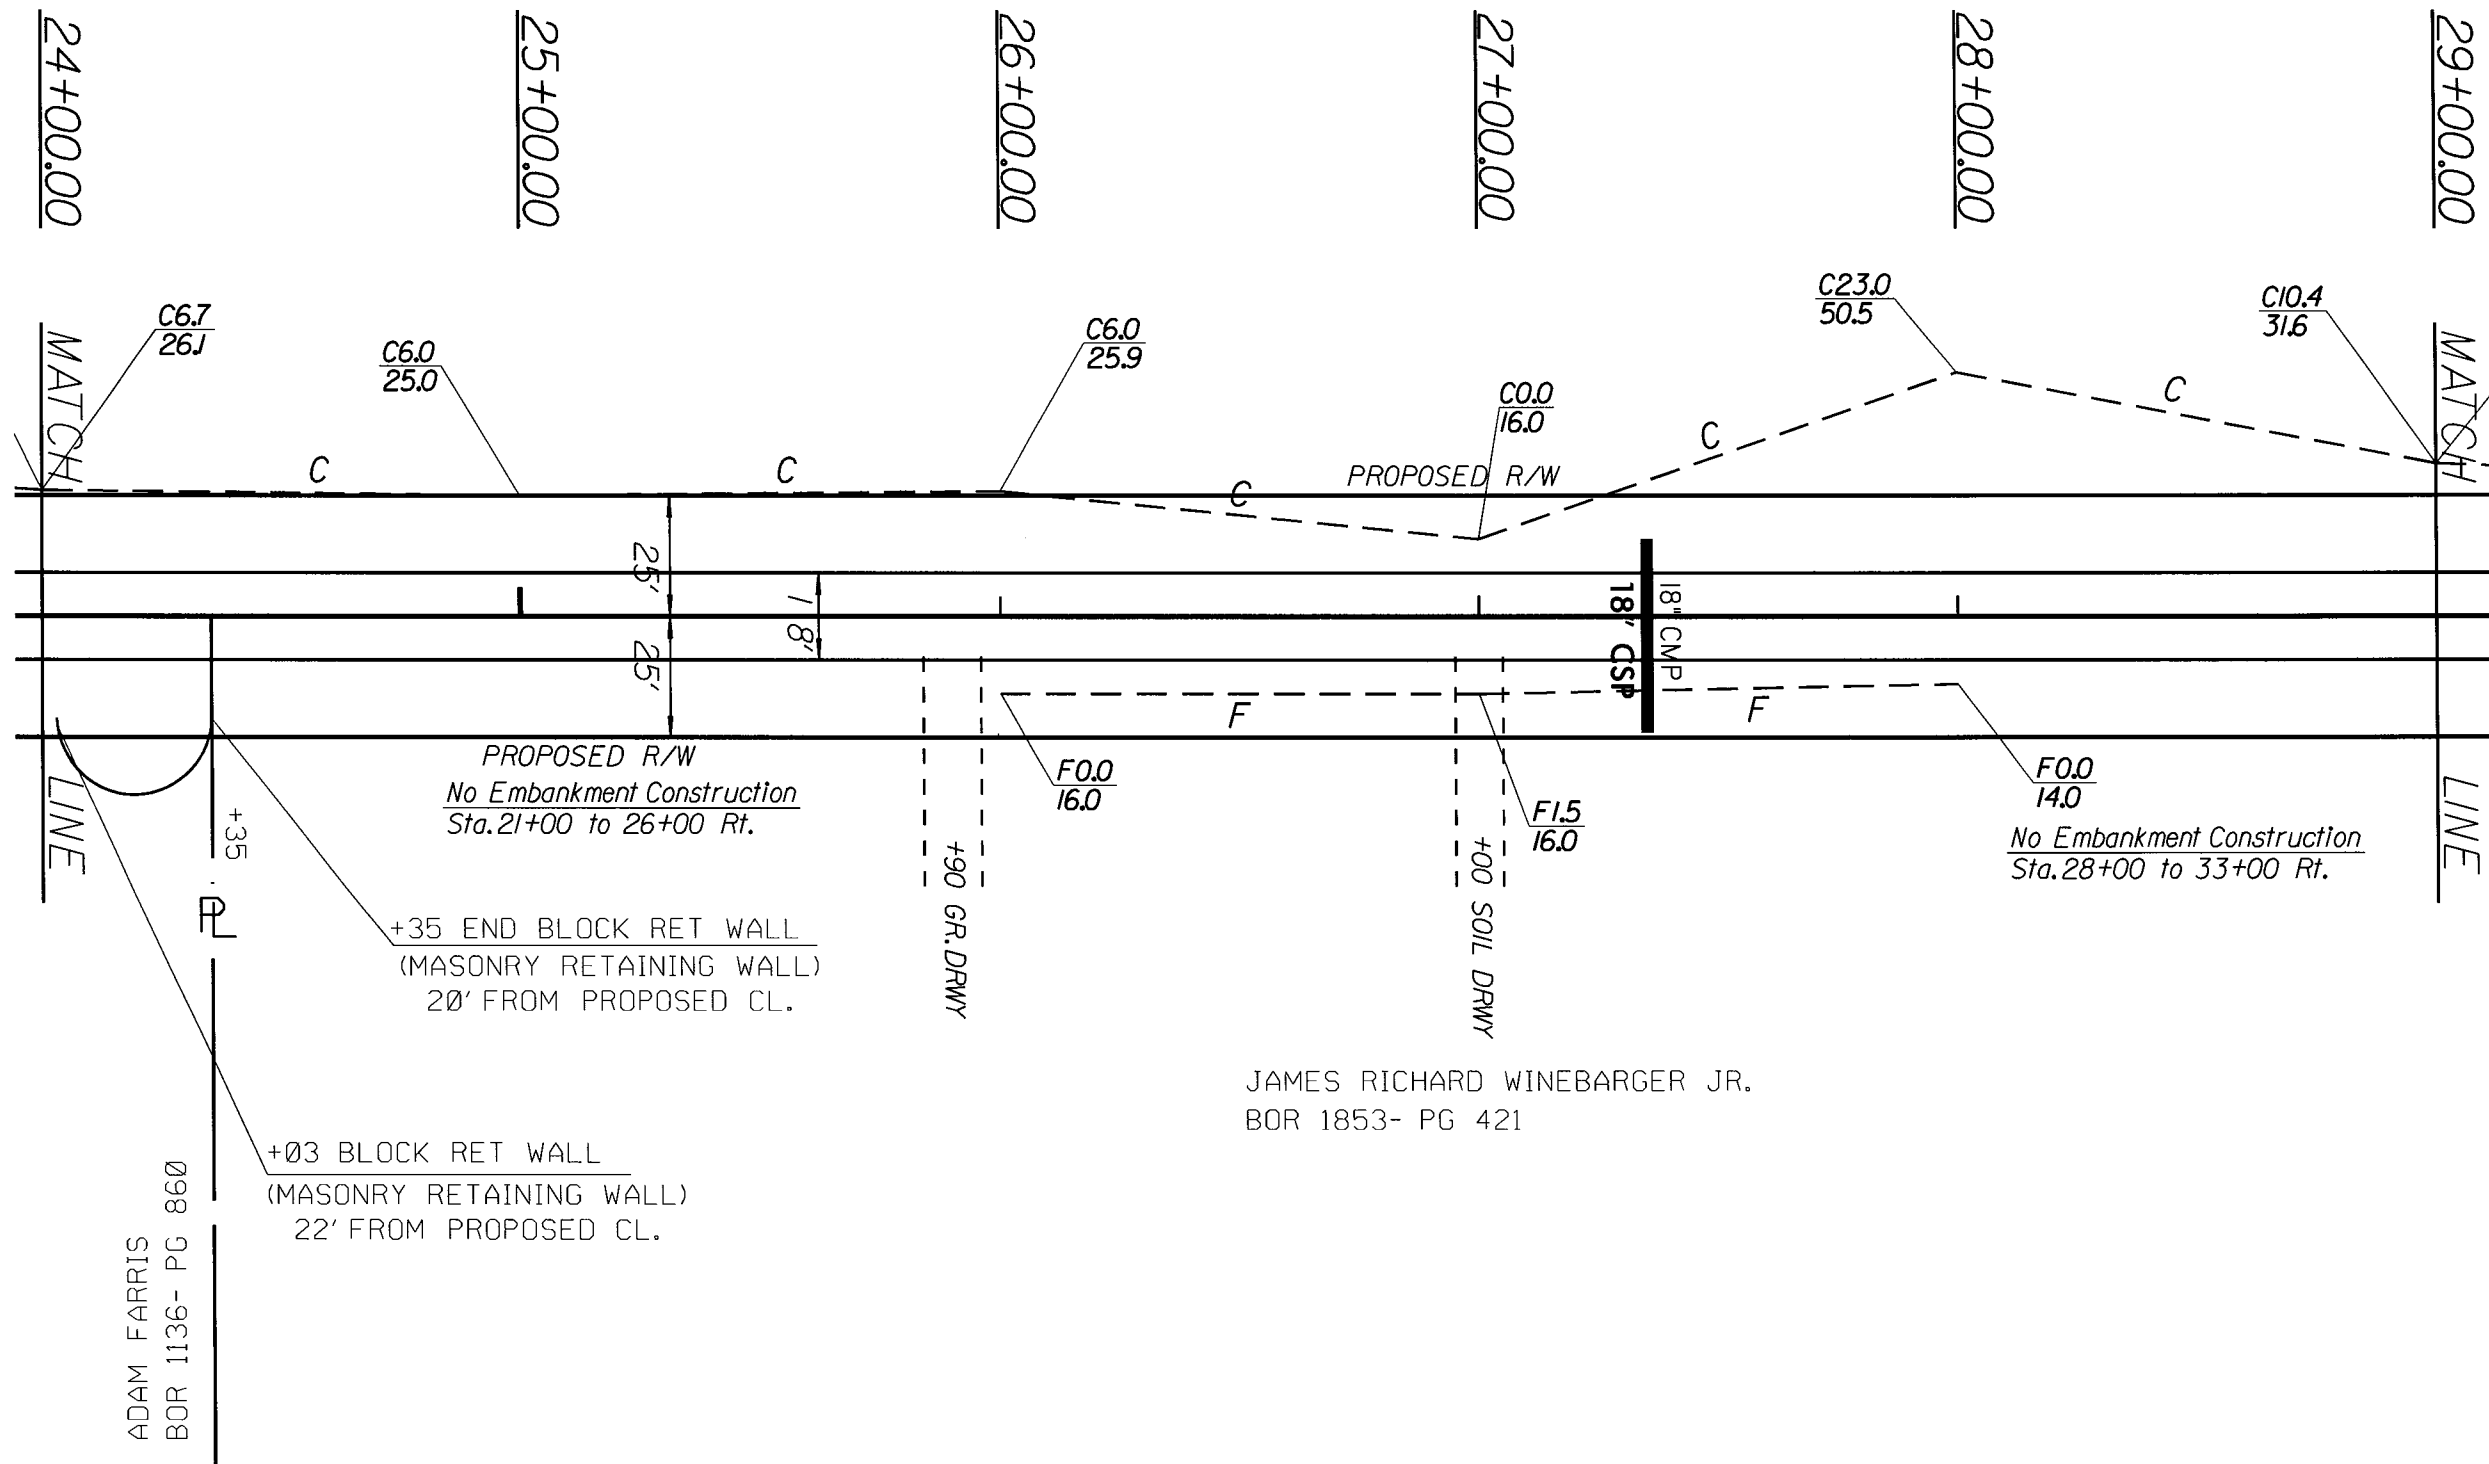 24+00.00
25+00.00
26+00.00
27+00.00
28+00.00
29+00.00
MATCH LINE
C6.7
26.1
C6.0
25.0
C6.0
25.9
C0.0
16.0
C23.0
50.5
C10.4
31.6
MATCH LINE
C
C
C
C
C
PROPOSED R/W
25'
25'
18'
18" CMP
18" CSP
F
F
PROPOSED R/W
No Embankment Construction
Sta. 21+00 to 26+00 Rt.
F0.0
16.0
F1.5
16.0
F0.0
14.0
No Embankment Construction
Sta. 28+00 to 33+00 Rt.
+35
PL
+90 GR. DRWY
+00 SOIL DRWY
+35 END BLOCK RET WALL
(MASONRY RETAINING WALL)
20' FROM PROPOSED CL.
JAMES RICHARD WINEBARGER JR.
BOR 1853- PG 421
+03 BLOCK RET WALL
(MASONRY RETAINING WALL)
22' FROM PROPOSED CL.
ADAM FARRIS
BOR 1136- PG 860